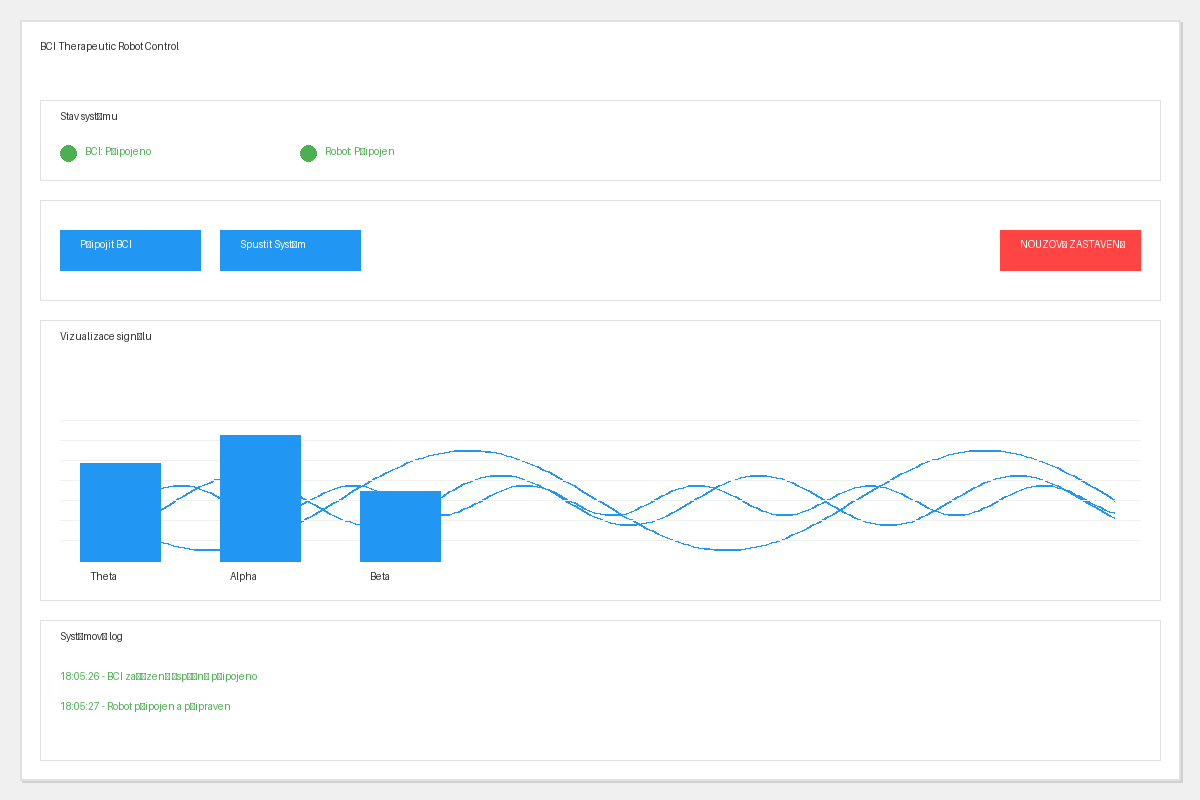 BCI Therapeutic Robot Control
Stav syst□mu
BCI: P□ipojeno
Robot: P□ipojen
P□ipojit BCI
Spustit Syst□m
NOUZOV□ ZASTAVEN□
Vizualizace sign□lu
Theta
Alpha
Beta
Syst□mov□ log
18:05:26 - BCI za□□zen□ □sp□□n□ p□ipojeno
18:05:27 - Robot p□ipojen a p□ipraven